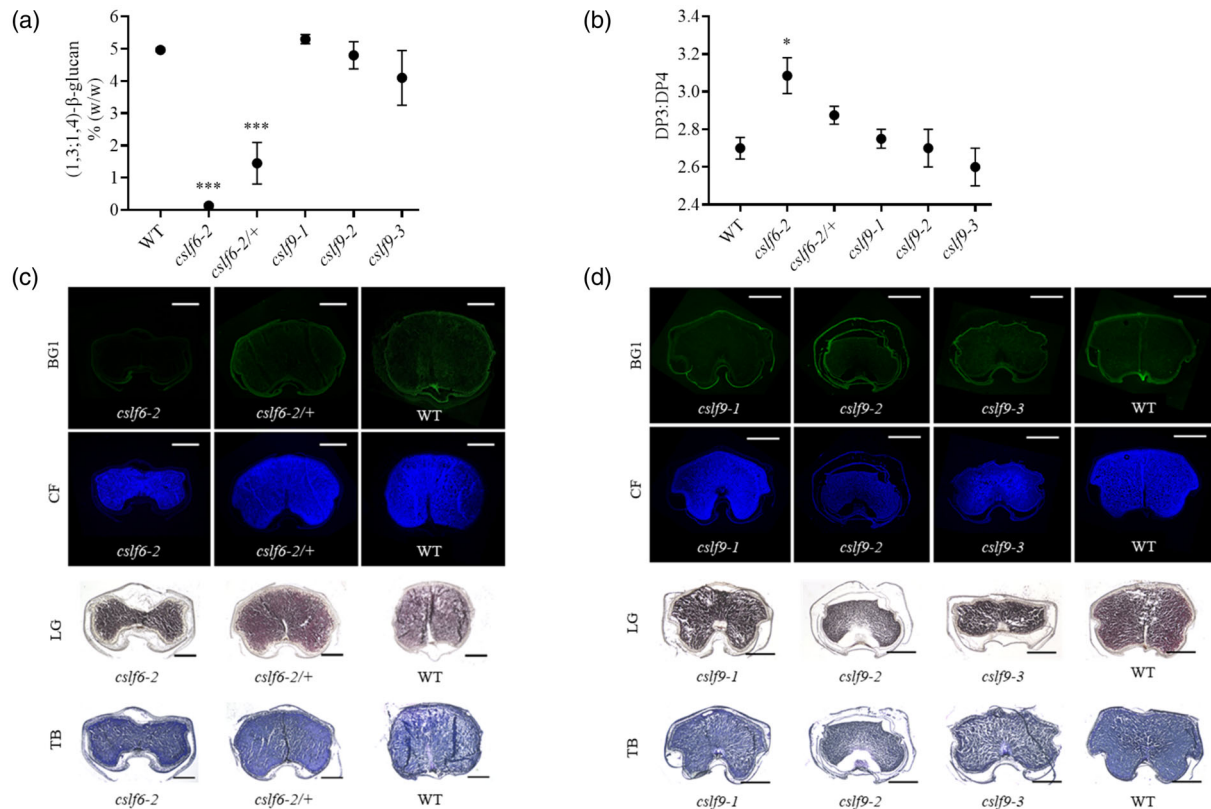 (a)
(1,3;1,4)-β-glucan
% (w/w)
6
5
4
3
2
1
0
***
***
WT
cslf6-2
cslf6-2/+
cslf9-1
cslf9-2
cslf9-3
(b)
DP3:DP4
3.4
3.2
3.0
2.8
2.6
2.4
*
WT
cslf6-2
cslf6-2/+
cslf9-1
cslf9-2
cslf9-3
(c)
BG1
cslf6-2 cslf6-2/+ WT
CF
cslf6-2 cslf6-2/+ WT
LG
cslf6-2 cslf6-2/+ WT
TB
cslf6-2 cslf6-2/+ WT
(d)
BG1
cslf9-1 cslf9-2 cslf9-3 WT
CF
cslf9-1 cslf9-2 cslf9-3 WT
LG
cslf9-1 cslf9-2 cslf9-3 WT
TB
cslf9-1 cslf9-2 cslf9-3 WT